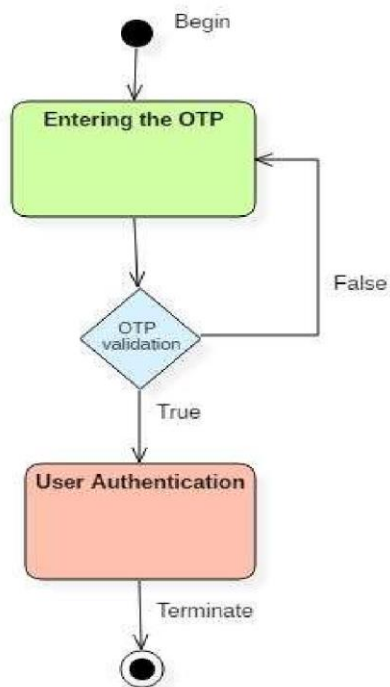 Begin
Entering the OTP
False
OTP
validation
True
User Authentication
Terminate